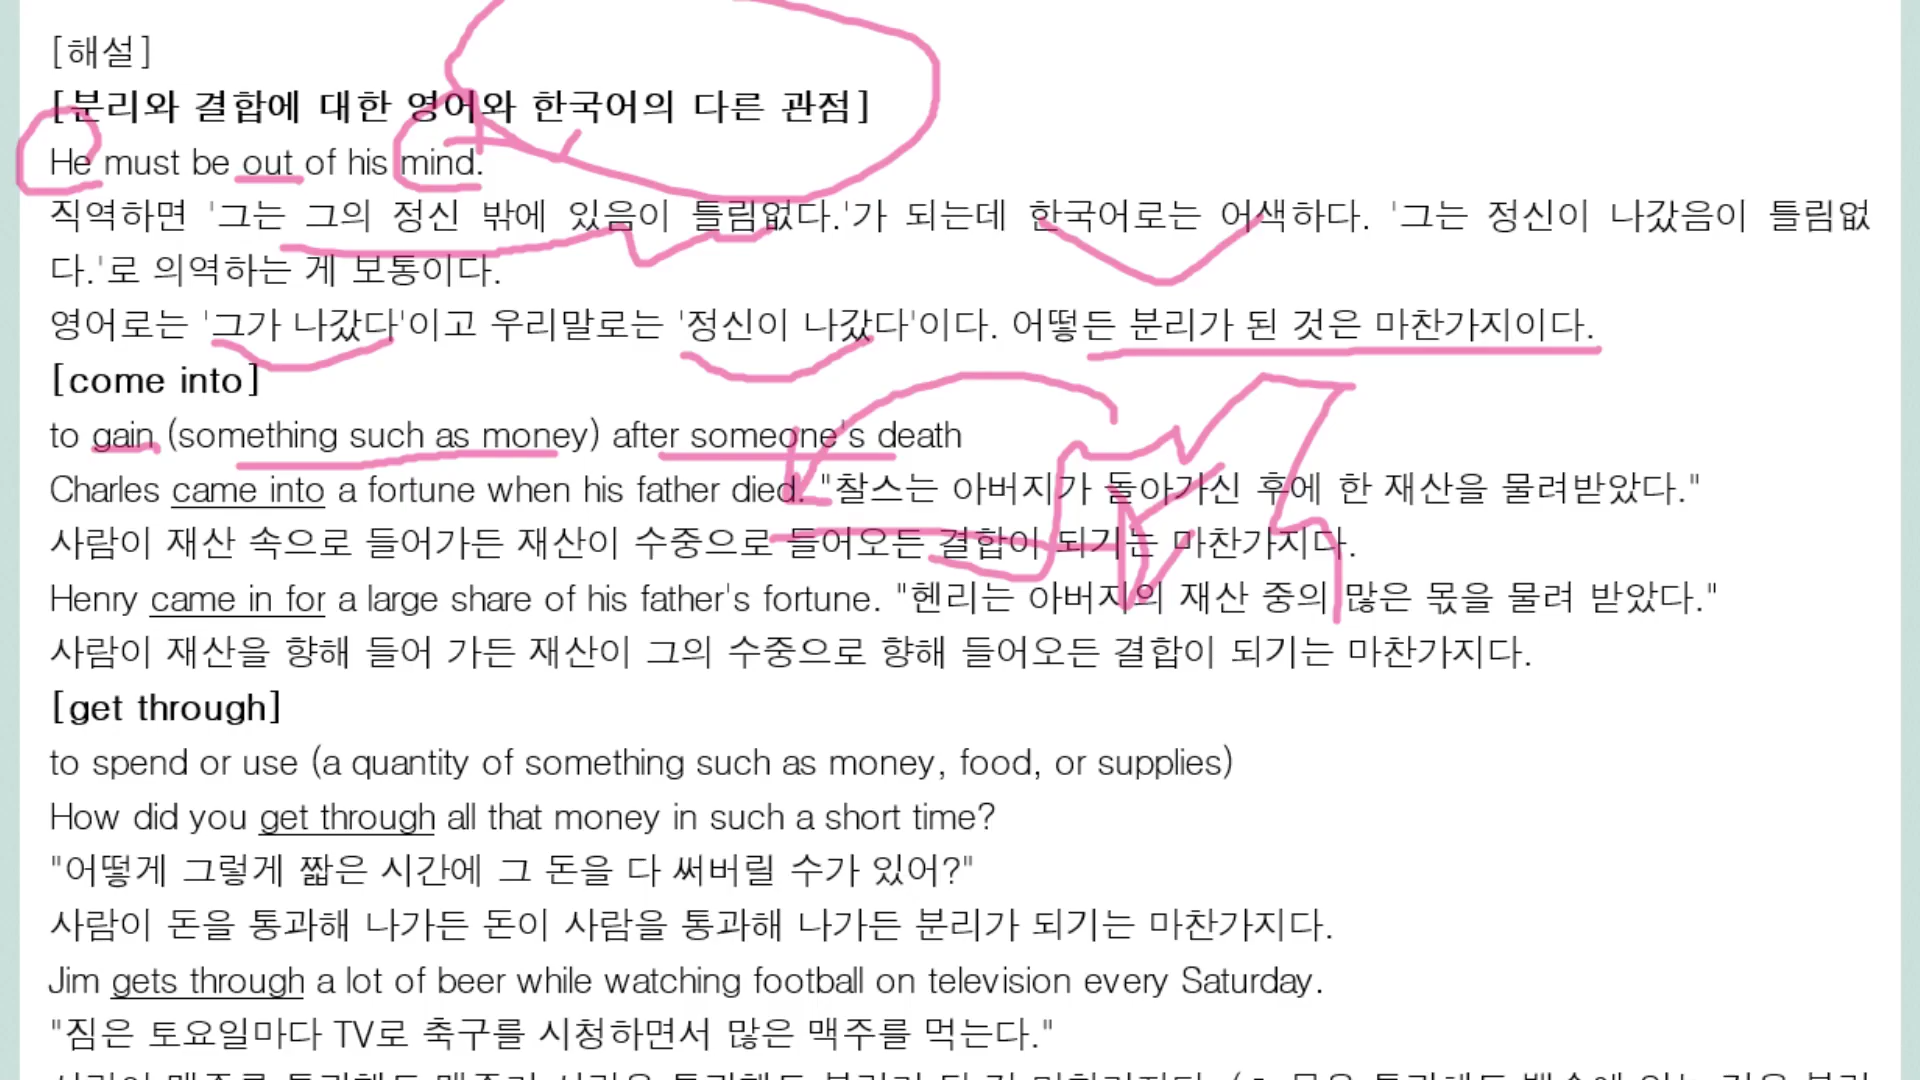 [해설]
[분리와 결합에 대한 영어와 한국어의 다른 관점]
He must be out of his mind.
직역하면 '그는 그의 정신 밖에 있음이 틀림없다.'가 되는데 한국어로는 어색하다. '그는 정신이 나갔음이 틀림없
다.'로 의역하는 게 보통이다.
영어로는 '그가 나갔다'이고 우리말로는 '정신이 나갔다'이다. 어떻든 분리가 된 것은 마찬가지이다.
[come into]
to gain (something such as money) after someone's death
Charles came into a fortune when his father died. "찰스는 아버지가 돌아가신 후에 한 재산을 물려받았다."
사람이 재산 속으로 들어가든 재산이 수중으로 들어오든 결합이 되기는 마찬가지다.
Henry came in for a large share of his father's fortune. "헨리는 아버지의 재산 중의 많은 몫을 물려 받았다."
사람이 재산을 향해 들어 가든 재산이 그의 수중으로 향해 들어오든 결합이 되기는 마찬가지다.
[get through]
to spend or use (a quantity of something such as money, food, or supplies)
How did you get through all that money in such a short time?
"어떻게 그렇게 짧은 시간에 그 돈을 다 써버릴 수가 있어?"
사람이 돈을 통과해 나가든 돈이 사람을 통과해 나가든 분리가 되기는 마찬가지다.
Jim gets through a lot of beer while watching football on television every Saturday.
"짐은 토요일마다 TV로 축구를 시청하면서 많은 맥주를 먹는다."